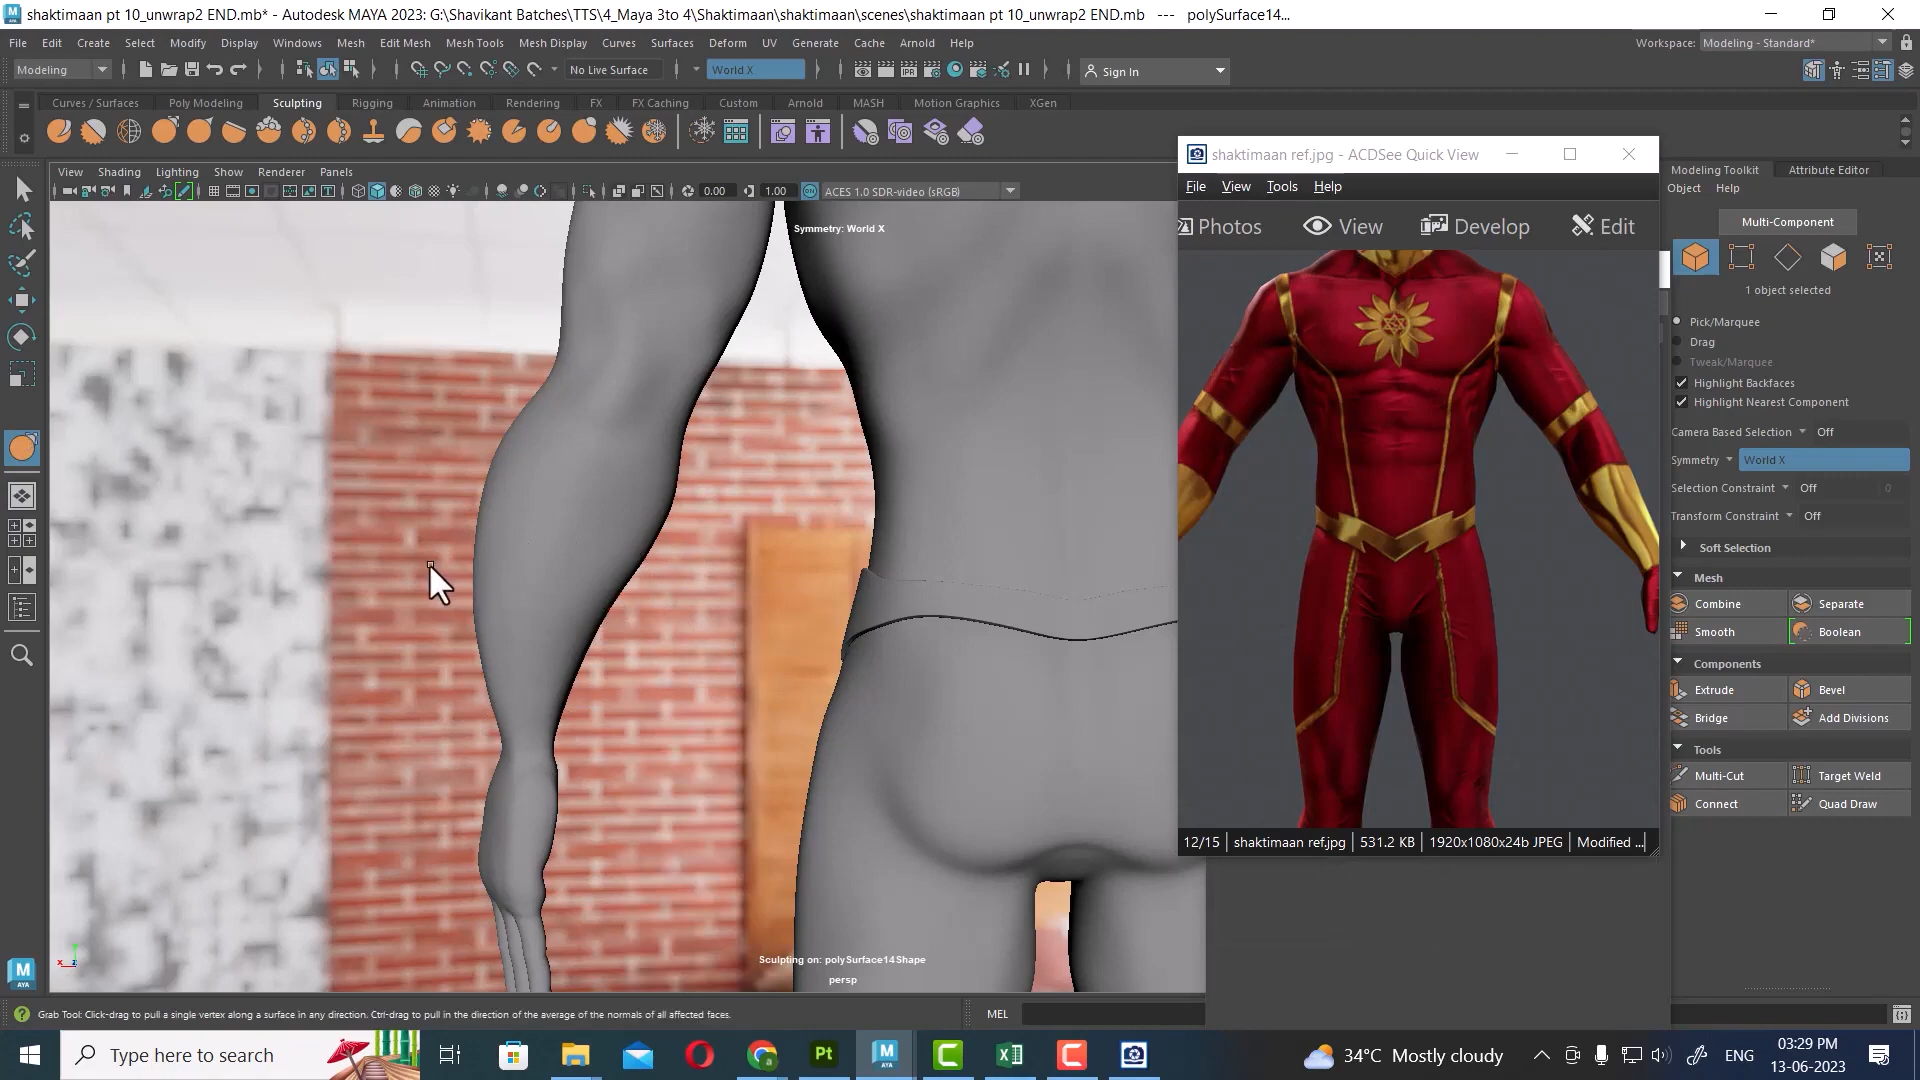 shaktimaan pt 10_unwrap2 END.mb* - Autodesk MAYA 2023: G:\Shavikant Batches\TTS\4_Maya 3to 4\Shaktimaan\shaktimaan\scenes\shaktimaan pt 10_unwrap2 END.mb --- polySurface14...
File Edit Create Select Modify Display Windows Mesh Edit Mesh Mesh Tools Mesh Display Curves Surfaces Deform UV Generate Cache Arnold Help Workspace: Modeling - Standard*
Modeling No Live Surface World X Sign In
Curves / Surfaces Poly Modeling Sculpting Rigging Animation Rendering FX FX Caching Custom Arnold MASH Motion Graphics XGen
View Shading Lighting Show Renderer Panels
0.00 1.00 ACES 1.0 SDR-video (sRGB)
Symmetry: World X
shaktimaan ref.jpg - ACDSee Quick View
File View Tools Help
Photos View Develop Edit
12/15 shaktimaan ref.jpg 531.2 KB 1920x1080x24b JPEG Modified ...
Modeling Toolkit Attribute Editor
Object Help
Multi-Component
1 object selected
Pick/Marquee
Drag
Tweak/Marquee
Highlight Backfaces
Highlight Nearest Component
Camera Based Selection Off
Symmetry World X
Selection Constraint Off 0
Transform Constraint Off
Soft Selection
Mesh
Combine Separate
Smooth Boolean
Components
Extrude Bevel
Bridge Add Divisions
Tools
Multi-Cut Target Weld
Connect Quad Draw
Sculpting on: polySurface14Shape
persp
Grab Tool: Click-drag to pull a single vertex along a surface in any direction. Ctrl-drag to pull in the direction of the average of the normals of all affected faces.
MEL
Type here to search
34°C Mostly cloudy
ENG
03:29 PM
13-06-2023